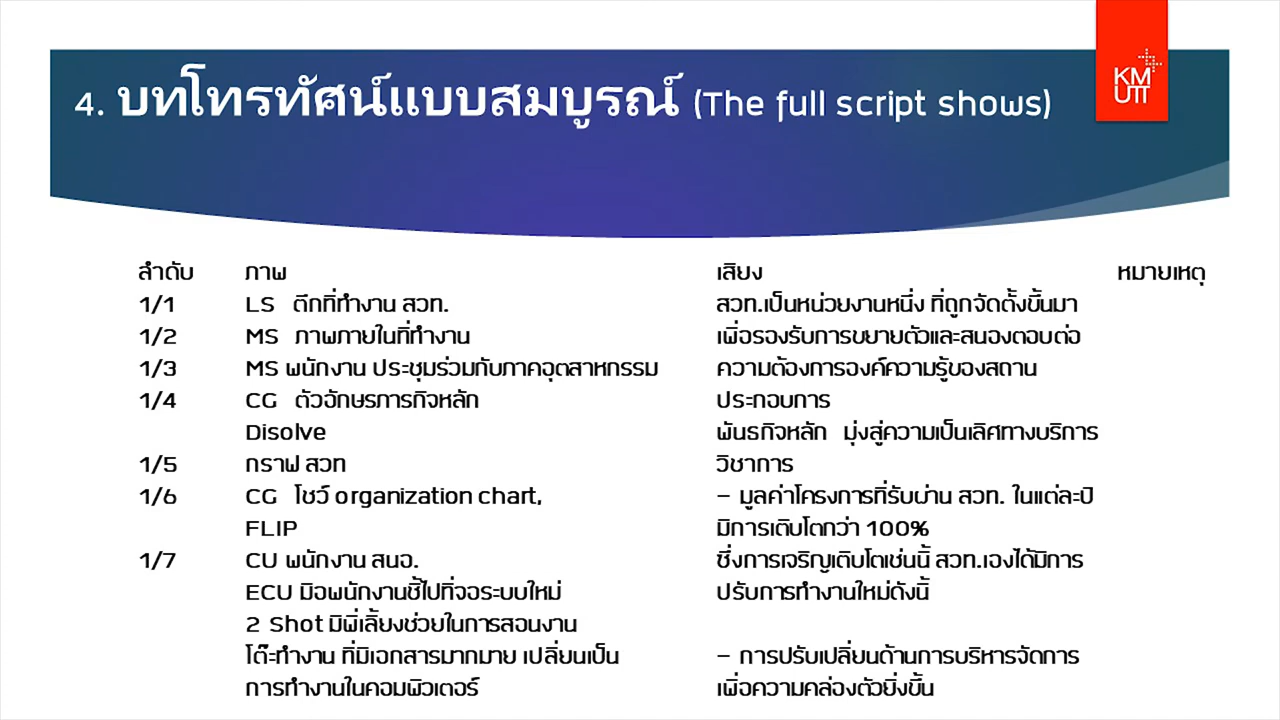 KM
UTT
4. บทโทรทัศน์แบบสมบูรณ์ (The full script shows)
ลำดับ ภาพ เสียง หมายเหตุ
1/1 LS ตึกที่ทำงาน สวท. สวท.เป็นหน่วยงานหนึ่ง ที่ถูกจัดตั้งขึ้นมา
1/2 MS ภาพภายในที่ทำงาน เพื่อรองรับการขยายตัวและสนองตอบต่อ
1/3 MS พนักงาน ประชุมร่วมกับภาคอุตสาหกรรม ความต้องการองค์ความรู้ของสถาน
1/4 CG ตัวอักษรภารกิจหลัก ประกอบการ
Disolve พันธกิจหลัก มุ่งสู่ความเป็นเลิศทางบริการ
1/5 กราฟ สวท วิชาการ
1/6 CG โชว์ organization chart, – มูลค่าโครงการที่รับผ่าน สวท. ในแต่ละปี
FLIP มีการเติบโตกว่า 100%
1/7 CU พนักงาน สนอ. ซึ่งการเจริญเติบโตเช่นนี้ สวท.เองได้มีการ
ECU มือพนักงานชี้ไปที่จอระบบใหม่ ปรับการทำงานใหม่ดังนี้
2 Shot มีพี่เลี้ยงช่วยในการสอนงาน
โต๊ะทำงาน ที่มีเอกสารมากมาย เปลี่ยนเป็น – การปรับเปลี่ยนด้านการบริหารจัดการ
การทำงานในคอมพิวเตอร์ เพื่อความคล่องตัวยิ่งขึ้น